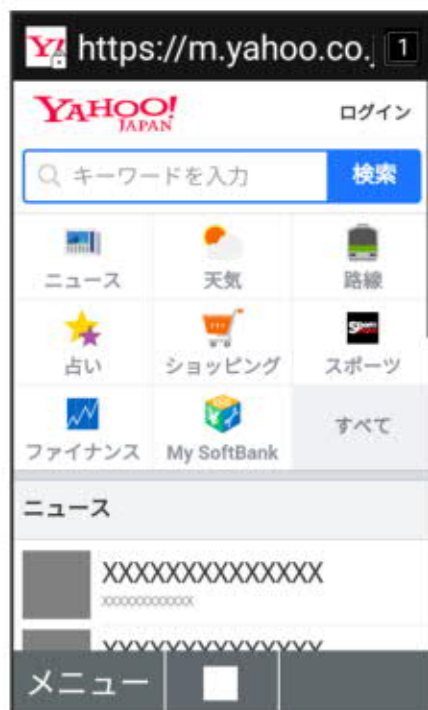 Y! https://m.yahoo.co.j 1
YAHOO!
JAPAN
ログイン
キーワードを入力 検索
ニュース 天気 路線
占い ショッピング スポーツ
ファイナンス My SoftBank すべて
ニュース
XXXXXXXXXXXXXX
XXXXXXXXXXXX
XXXXXXXXXXXXXX
メニュー